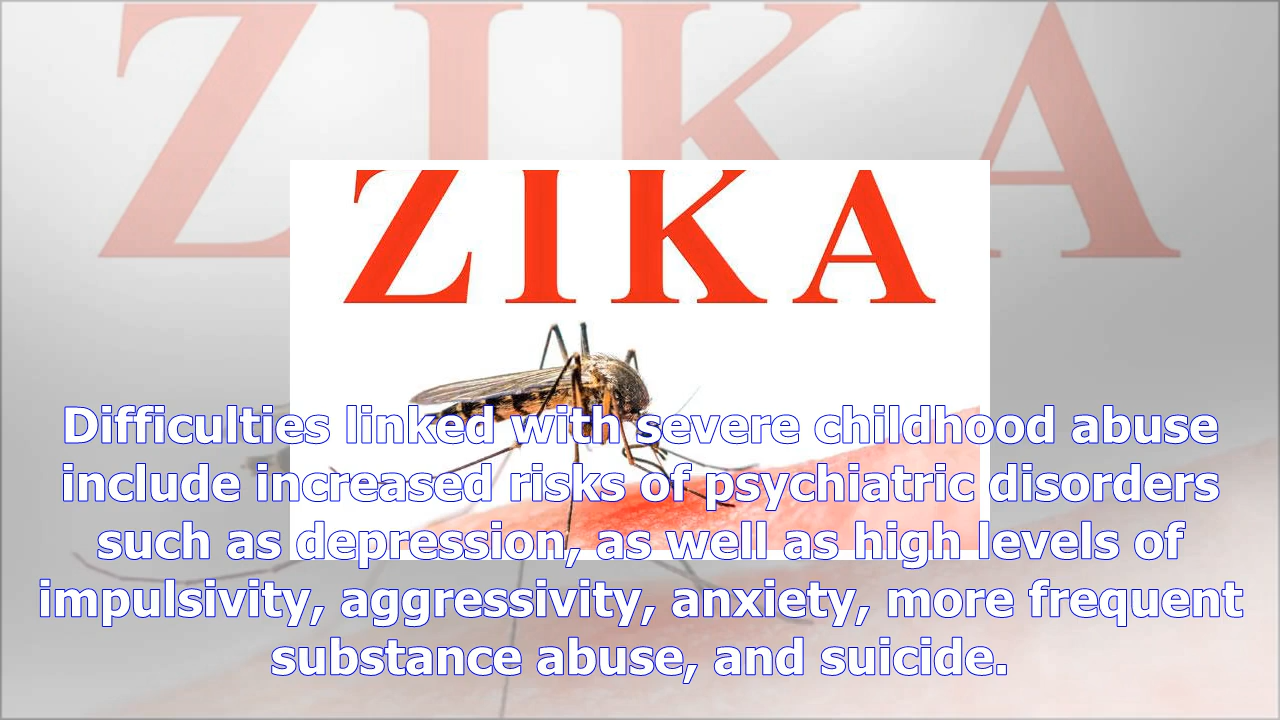 ZIKA
ZIKA
Difficulties linked with severe childhood abuse
include increased risks of psychiatric disorders
such as depression, as well as high levels of
impulsivity, aggressivity, anxiety, more frequent
substance abuse, and suicide.